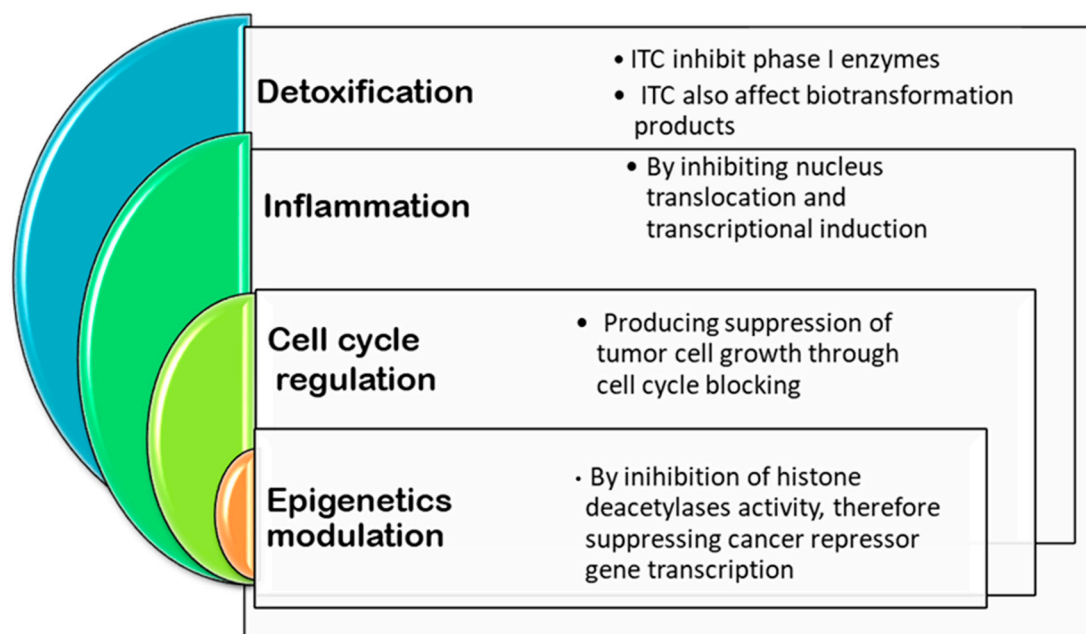 Detoxification
• ITC inhibit phase I enzymes
• ITC also affect biotransformation
products
Inflammation
• By inhibiting nucleus
translocation and
transcriptional induction
Cell cycle
regulation
• Producing suppression of
tumor cell growth through
cell cycle blocking
Epigenetics
modulation
· By inihibition of histone
deacetylases activity, therefore
suppressing cancer repressor
gene transcription